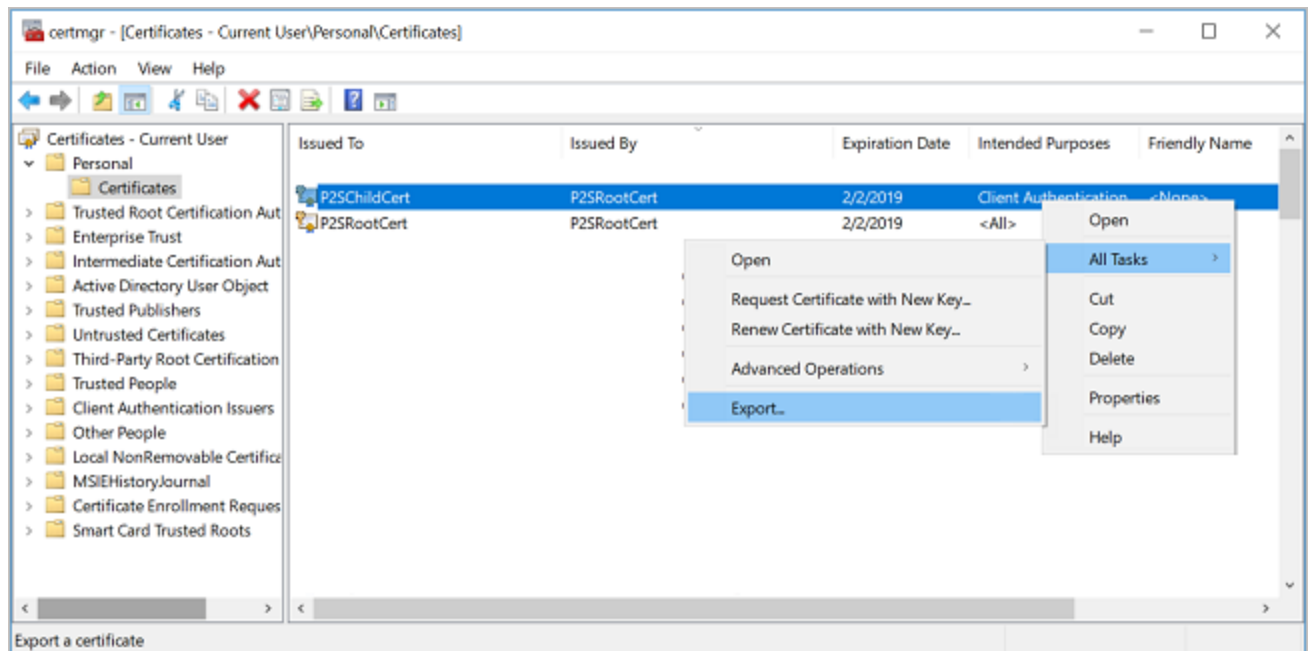 certmgr - [Certificates - Current User\Personal\Certificates]
File Action View Help
Certificates - Current User
Personal
Certificates
Trusted Root Certification Aut
Enterprise Trust
Intermediate Certification Aut
Active Directory User Object
Trusted Publishers
Untrusted Certificates
Third-Party Root Certification
Trusted People
Client Authentication Issuers
Other People
Local NonRemovable Certifica
MSIEHistoryJournal
Certificate Enrollment Reques
Smart Card Trusted Roots
Issued To Issued By Expiration Date Intended Purposes Friendly Name
P2SChildCert P2SRootCert 2/2/2019 Client Authentication <None>
P2SRootCert P2SRootCert 2/2/2019 <All>
Open
All Tasks
Cut
Copy
Delete
Properties
Help
Open
Request Certificate with New Key...
Renew Certificate with New Key...
Advanced Operations
Export...
Export a certificate